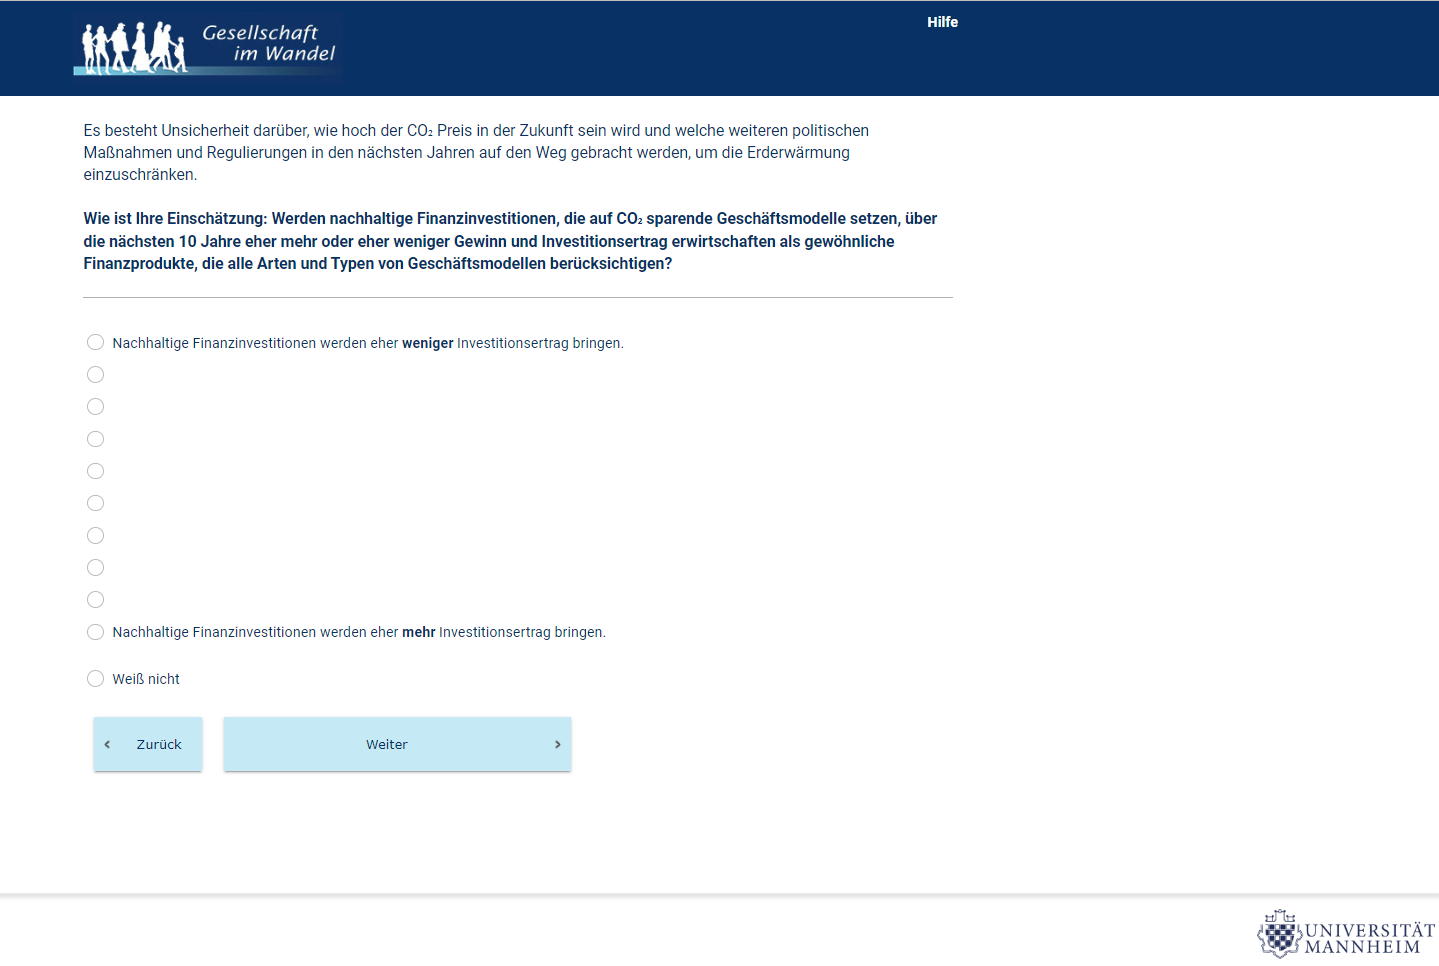 Gesellschaft
im Wandel
Hilfe
Es besteht Unsicherheit darüber, wie hoch der CO₂ Preis in der Zukunft sein wird und welche weiteren politischen
Maßnahmen und Regulierungen in den nächsten Jahren auf den Weg gebracht werden, um die Erderwärmung
einzuschränken.
Wie ist Ihre Einschätzung: Werden nachhaltige Finanzinvestitionen, die auf CO₂ sparende Geschäftsmodelle setzen, über
die nächsten 10 Jahre eher mehr oder eher weniger Gewinn und Investitionsertrag erwirtschaften als gewöhnliche
Finanzprodukte, die alle Arten und Typen von Geschäftsmodellen berücksichtigen?
Nachhaltige Finanzinvestitionen werden eher weniger Investitionsertrag bringen.
Nachhaltige Finanzinvestitionen werden eher mehr Investitionsertrag bringen.
Weiß nicht
‹ Zurück
Weiter ›
UNIVERSITÄT
MANNHEIM